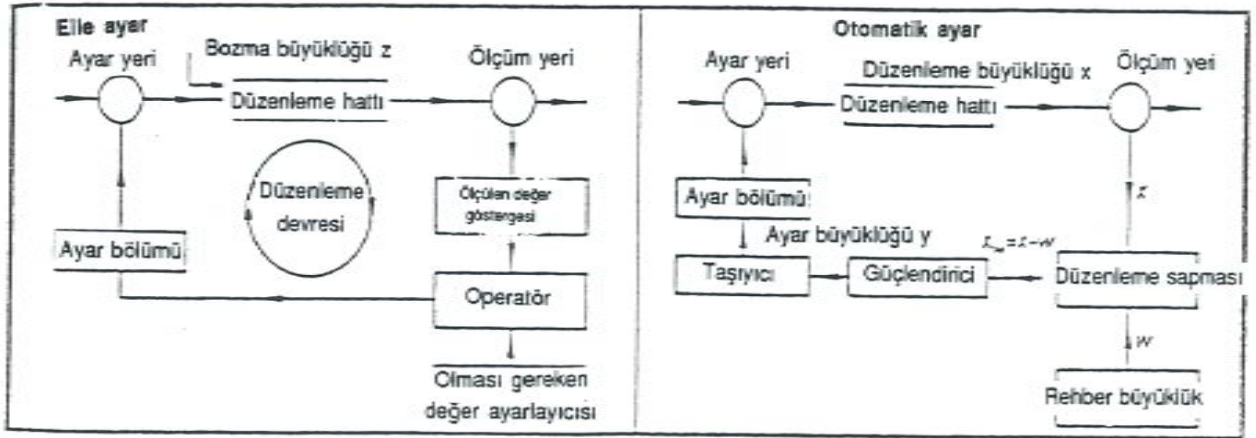 Elle ayar
Ayar yeri
Bozma büyüklüğü z
Ölçüm yeri
Düzenleme hattı
Düzenleme
devresi
Ölçülen değer
göstergesi
Ayar bölümü
Operatör
Olması gereken
değer ayarlayıcısı
Otomatik ayar
Ayar yeri
Düzenleme büyüklüğü x
Ölçüm yeri
Düzenleme hattı
Ayar bölümü
x
Ayar büyüklüğü y
x_w = x-w
Taşıyıcı
Güçlendirici
Düzenleme sapması
w
Rehber büyüklük